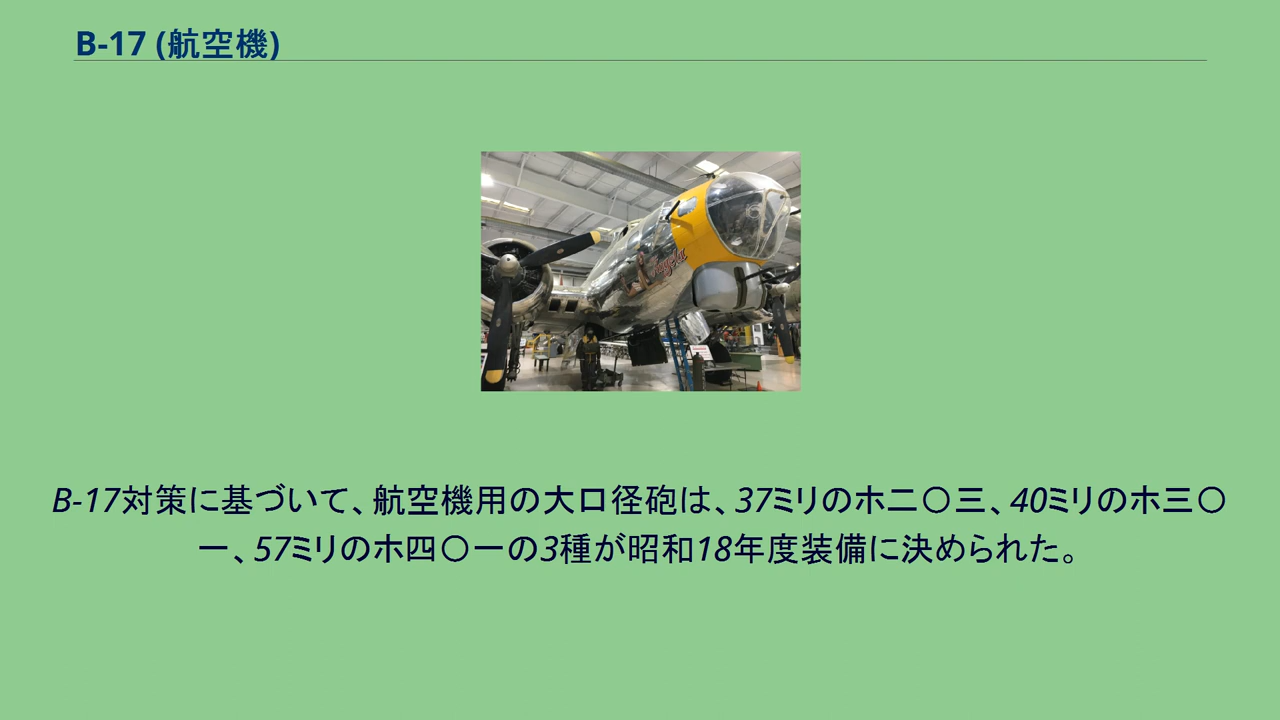 B-17 (航空機)
B-17対策に基づいて、航空機用の大口径砲は、37ミリのホ二〇三、40ミリのホ三〇
一、57ミリのホ四〇一の3種が昭和18年度装備に決められた。